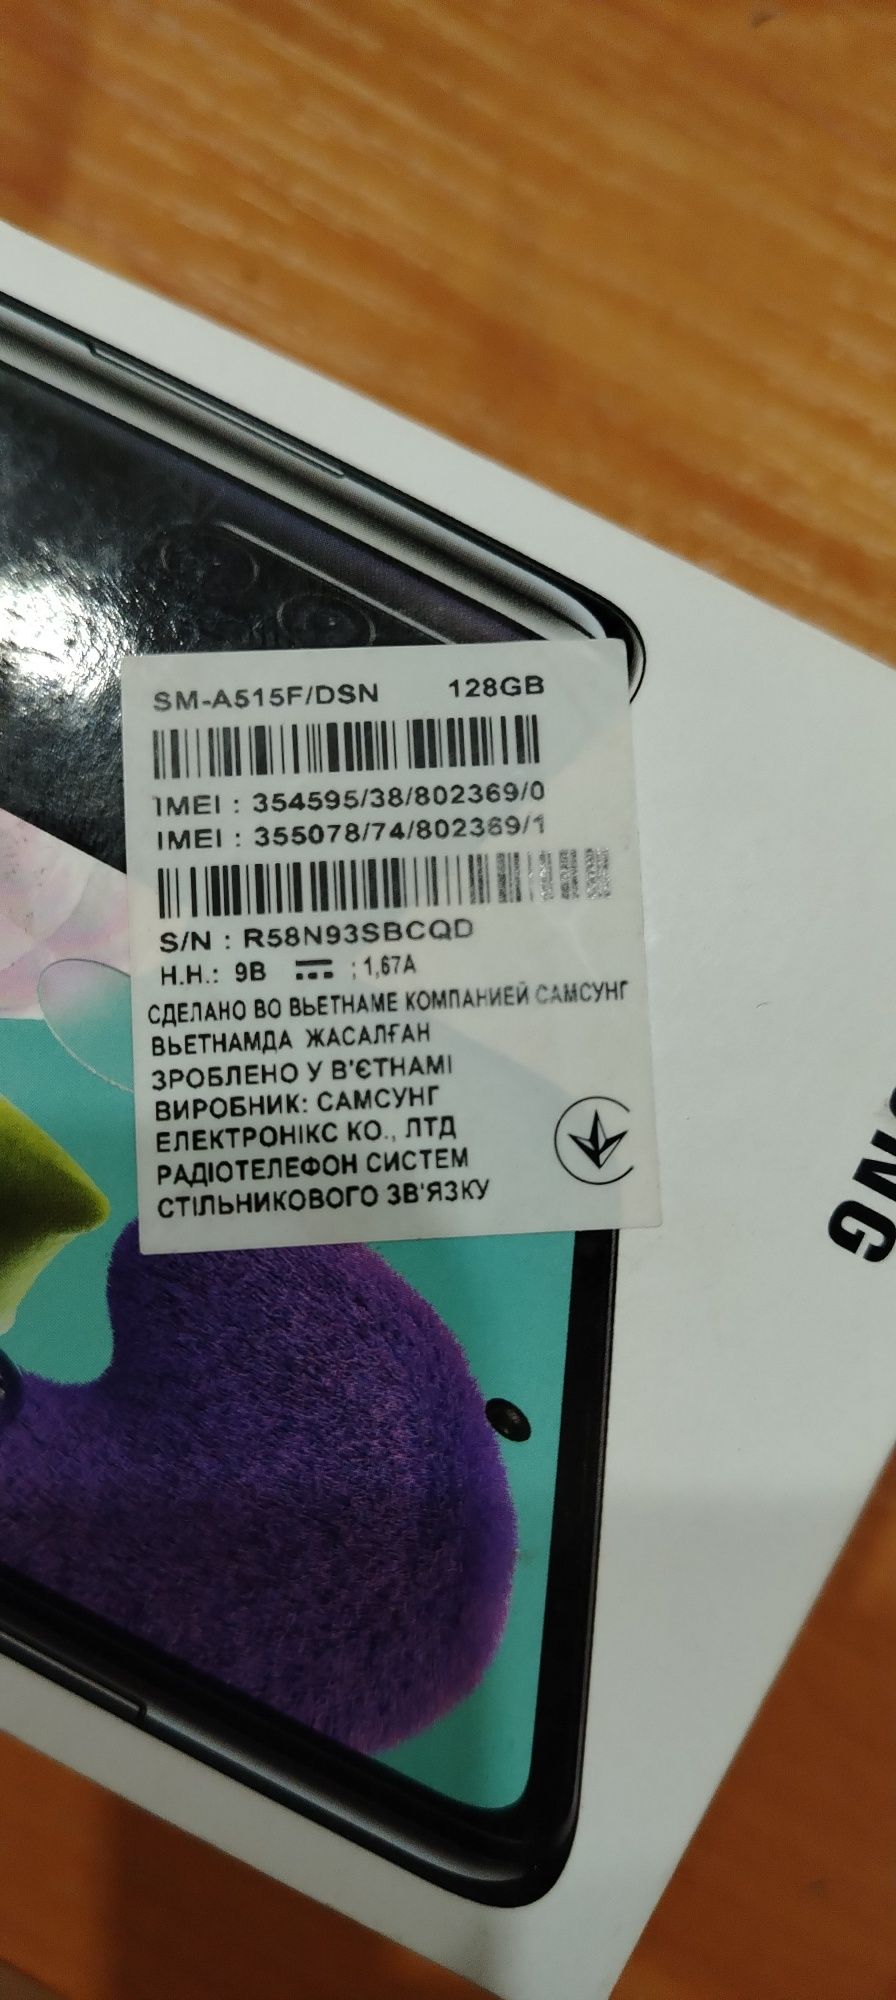 SM-A515F/DSN 128GB
IMEI : 354595/38/802369/0
IMEI : 355078/74/802369/1
S/N : R58N93SBCQD
Н.Н.: 9В ⎓ ; 1,67А
СДЕЛАНО ВО ВЬЕТНАМЕ КОМПАНИЕЙ САМСУНГ
ВЬЕТНАМДА ЖАСАЛҒАН
ЗРОБЛЕНО У В'ЄТНАМІ
ВИРОБНИК: САМСУНГ
ЕЛЕКТРОНІКС КО., ЛТД
РАДІОТЕЛЕФОН СИСТЕМ
СТІЛЬНИКОВОГО ЗВ'ЯЗКУ